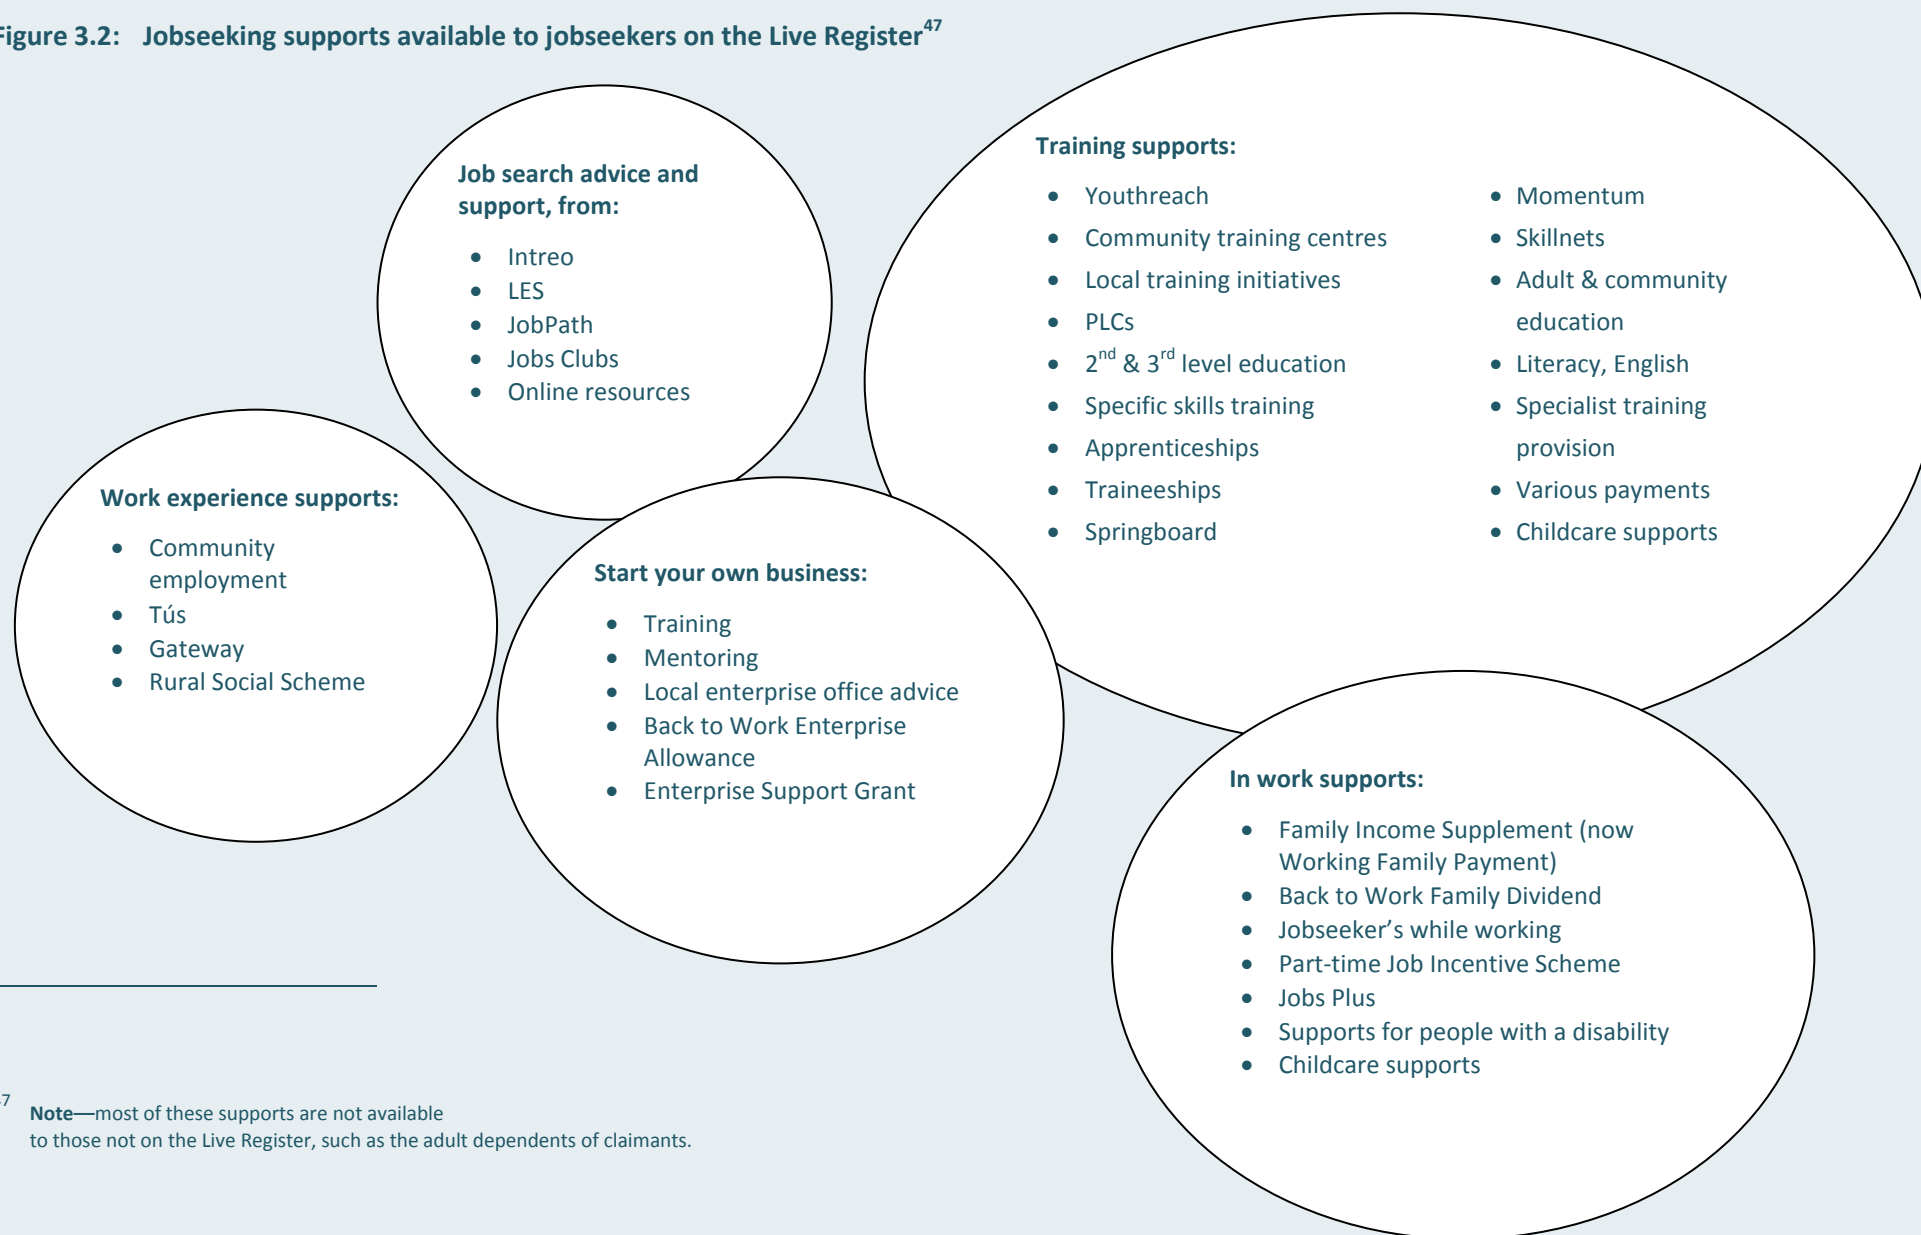 Figure 3.2: Jobseeking supports available to jobseekers on the Live Register47
Job search advice and
support, from:
• Intreo
• LES
• JobPath
• Jobs Clubs
• Online resources
Training supports:
• Youthreach
• Community training centres
• Local training initiatives
• PLCs
• 2nd & 3rd level education
• Specific skills training
• Apprenticeships
• Traineeships
• Springboard
• Momentum
• Skillnets
• Adult & community
education
• Literacy, English
• Specialist training
provision
• Various payments
• Childcare supports
Work experience supports:
• Community
employment
• Tús
• Gateway
• Rural Social Scheme
Start your own business:
• Training
• Mentoring
• Local enterprise office advice
• Back to Work Enterprise
Allowance
• Enterprise Support Grant
In work supports:
• Family Income Supplement (now
Working Family Payment)
• Back to Work Family Dividend
• Jobseeker’s while working
• Part-time Job Incentive Scheme
• Jobs Plus
• Supports for people with a disability
• Childcare supports
47 Note—most of these supports are not available
to those not on the Live Register, such as the adult dependents of claimants.